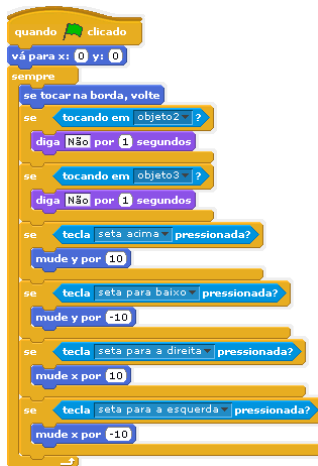 quando clicado
vá para x: 0 y: 0
sempre
se tocar na borda, volte
se tocando em objeto2 ?
diga Não por 1 segundos
se tocando em objeto3 ?
diga Não por 1 segundos
se tecla seta acima pressionada?
mude y por 10
se tecla seta para baixo pressionada?
mude y por -10
se tecla seta para a direita pressionada?
mude x por 10
se tecla seta para a esquerda pressionada?
mude x por -10